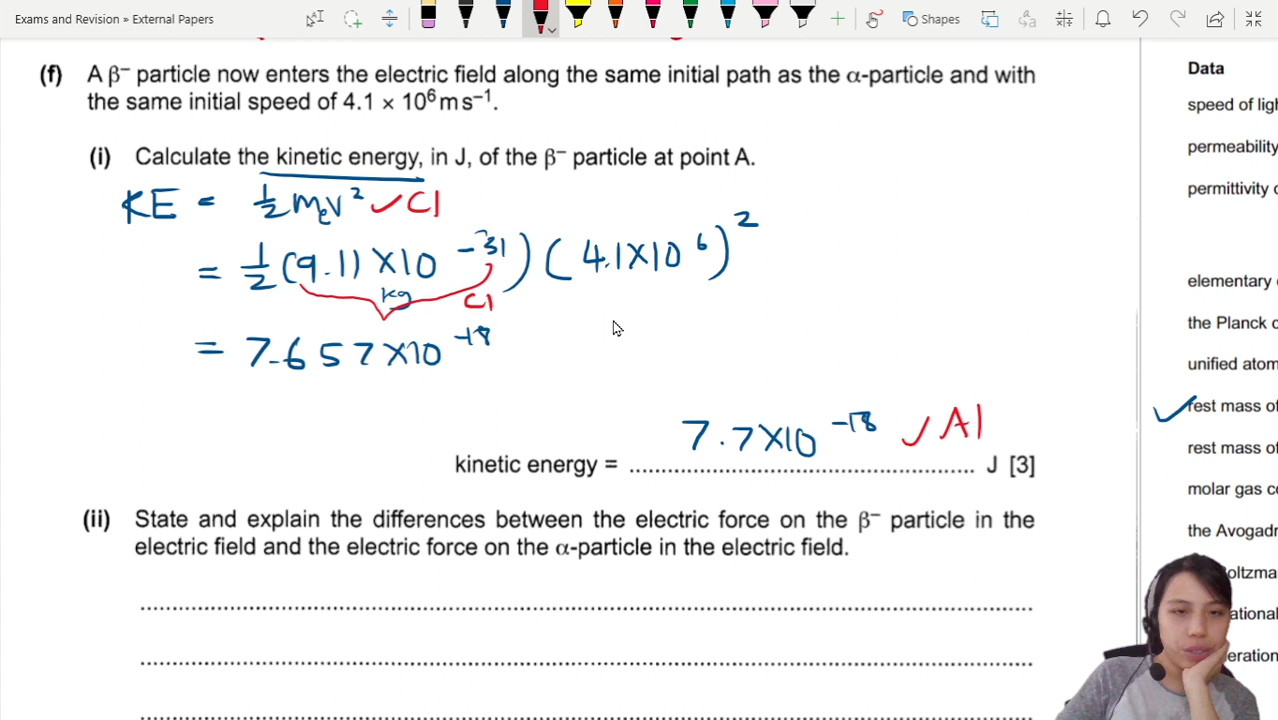 Exams and Revision » External Papers
Shapes
(f) A β⁻ particle now enters the electric field along the same initial path as the α-particle and with
the same initial speed of 4.1 × 10⁶ m s⁻¹.
(i) Calculate the kinetic energy, in J, of the β⁻ particle at point A.
KE = ½ mₑv² ✓ C1
= ½ (9.11) × 10⁻³¹) (4.1×10⁶)²
kg C1
= 7.657×10⁻¹⁸
7.7×10⁻¹⁸ ✓ A1
kinetic energy = .......... J [3]
(ii) State and explain the differences between the electric force on the β⁻ particle in the
electric field and the electric force on the α-particle in the electric field.
Data
speed of ligh
permeability
permittivity o
elementary
the Planck c
unified atom
✓ rest mass of
rest mass of
molar gas co
the Avogadr
oltzma
ational
eration